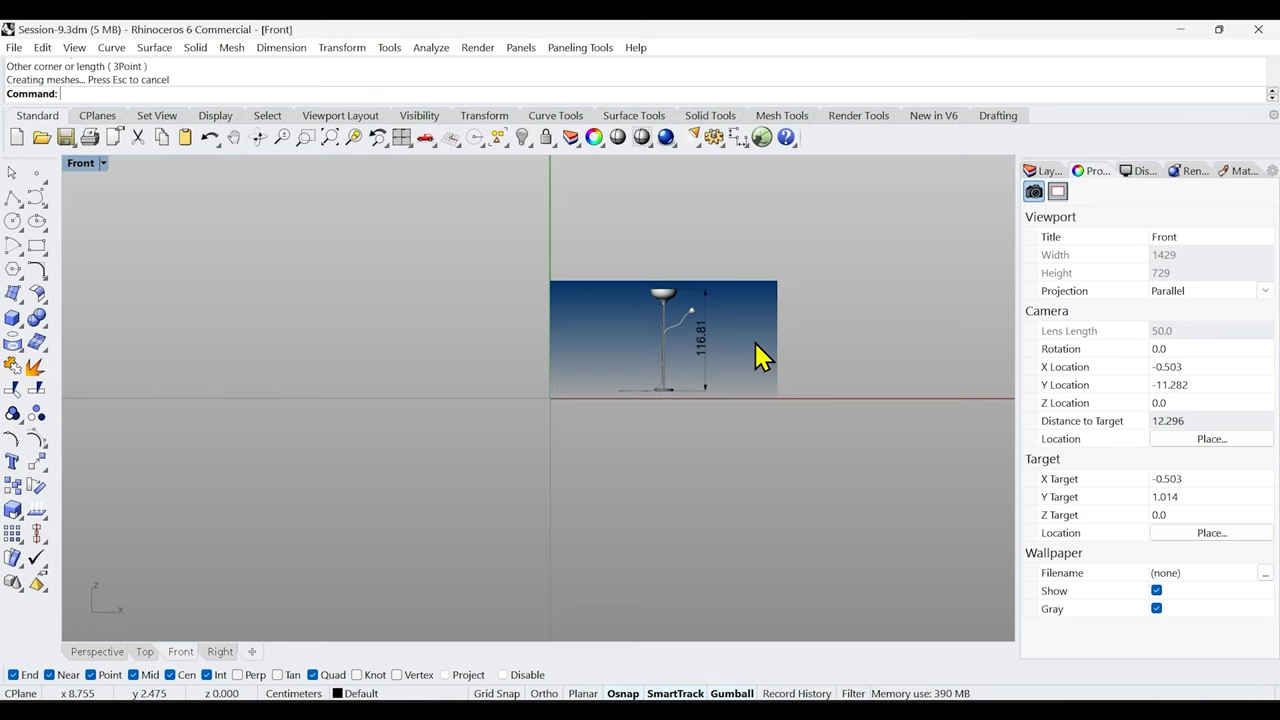 Session-9.3dm (5 MB) - Rhinoceros 6 Commercial - [Front]
File Edit View Curve Surface Solid Mesh Dimension Transform Tools Analyze Render Panels Paneling Tools Help
Other corner or length ( 3Point )
Creating meshes... Press Esc to cancel
Command:
Standard CPlanes Set View Display Select Viewport Layout Visibility Transform Curve Tools Surface Tools Solid Tools Mesh Tools Render Tools New in V6 Drafting
Front
Lay... Pro... Dis... Ren... Mat...
Viewport
Title Front
Width 1429
Height 729
Projection Parallel
Camera
Lens Length 50.0
Rotation 0.0
X Location -0.503
Y Location -11.282
Z Location 0.0
Distance to Target 12.296
Location Place...
Target
X Target -0.503
Y Target 1.014
Z Target 0.0
Location Place...
Wallpaper
Filename (none) ...
Show
Gray
116.81
z
x
Perspective Top Front Right
End Near Point Mid Cen Int Perp Tan Quad Knot Vertex Project Disable
CPlane x 8.755 y 2.475 z 0.000 Centimeters Default Grid Snap Ortho Planar Osnap SmartTrack Gumball Record History Filter Memory use: 390 MB